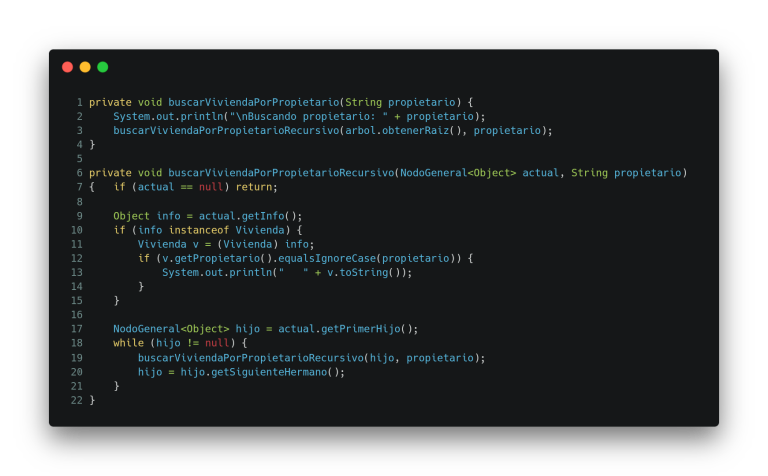 1 private void buscarViviendaPorPropietario(String propietario) {
2     System.out.println("\nBuscando propietario: " + propietario);
3     buscarViviendaPorPropietarioRecursivo(arbol.obtenerRaiz(), propietario);
4 }
5
6 private void buscarViviendaPorPropietarioRecursivo(NodoGeneral<Object> actual, String propietario)
7 {   if (actual == null) return;
8
9     Object info = actual.getInfo();
10     if (info instanceof Vivienda) {
11         Vivienda v = (Vivienda) info;
12         if (v.getPropietario().equalsIgnoreCase(propietario)) {
13             System.out.println("   " + v.toString());
14         }
15     }
16
17     NodoGeneral<Object> hijo = actual.getPrimerHijo();
18     while (hijo != null) {
19         buscarViviendaPorPropietarioRecursivo(hijo, propietario);
20         hijo = hijo.getSiguienteHermano();
21     }
22 }